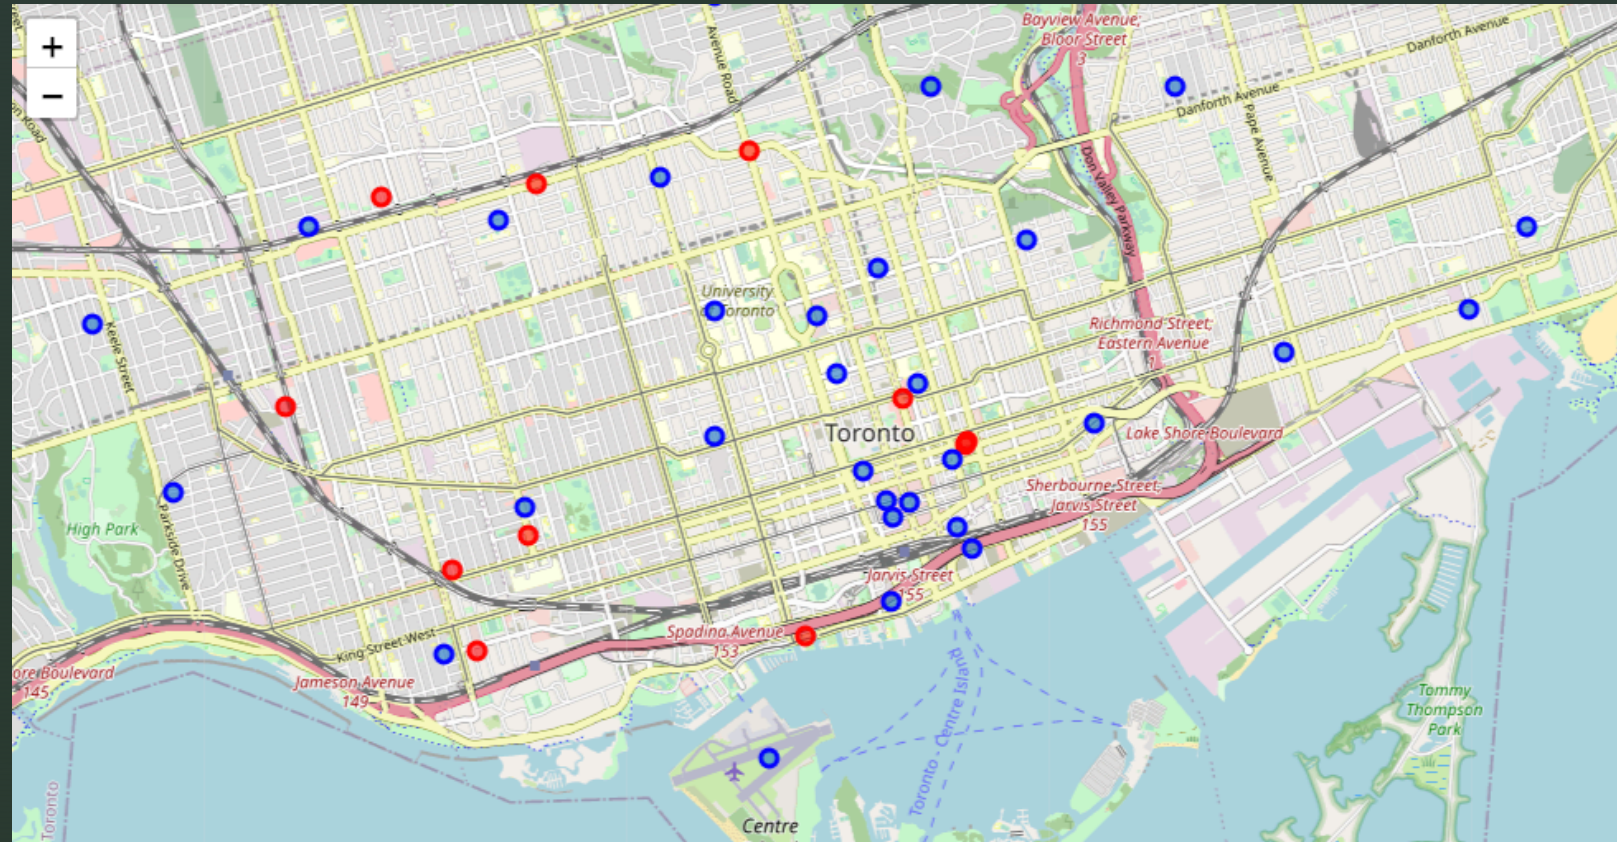 +
−
Avenue Road
Bayview Avenue;
Bloor Street
3
Danforth Avenue
Danforth Avenue
Pape Avenue
Don Valley Parkway
Road
University
Toronto
Keele Street
Richmond Street;
Eastern Avenue
1
Toronto
Lake Shore Boulevard
Sherbourne Street;
Jarvis Street
155
High Park
Parkside Drive
Jarvis Street
155
Spadina Avenue
153
King Street West
ore Boulevard
145
Jameson Avenue
149
Toronto - Centre Island
Tommy
Thompson
Park
Toronto
Centre